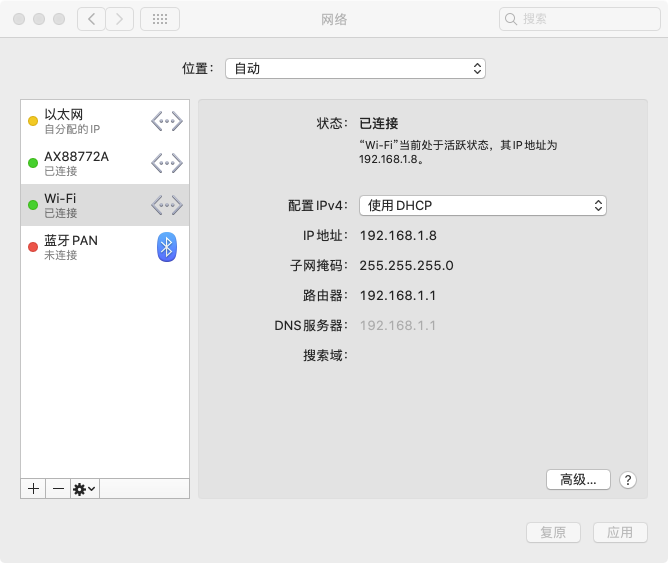 网络
搜索
位置： 自动
以太网
自分配的 IP
AX88772A
已连接
Wi-Fi
已连接
蓝牙 PAN
未连接
状态： 已连接
“Wi-Fi”当前处于活跃状态，其 IP 地址为
192.168.1.8。
配置 IPv4： 使用 DHCP
IP 地址： 192.168.1.8
子网掩码： 255.255.255.0
路由器： 192.168.1.1
DNS 服务器： 192.168.1.1
搜索域：
高级... ?
复原 应用